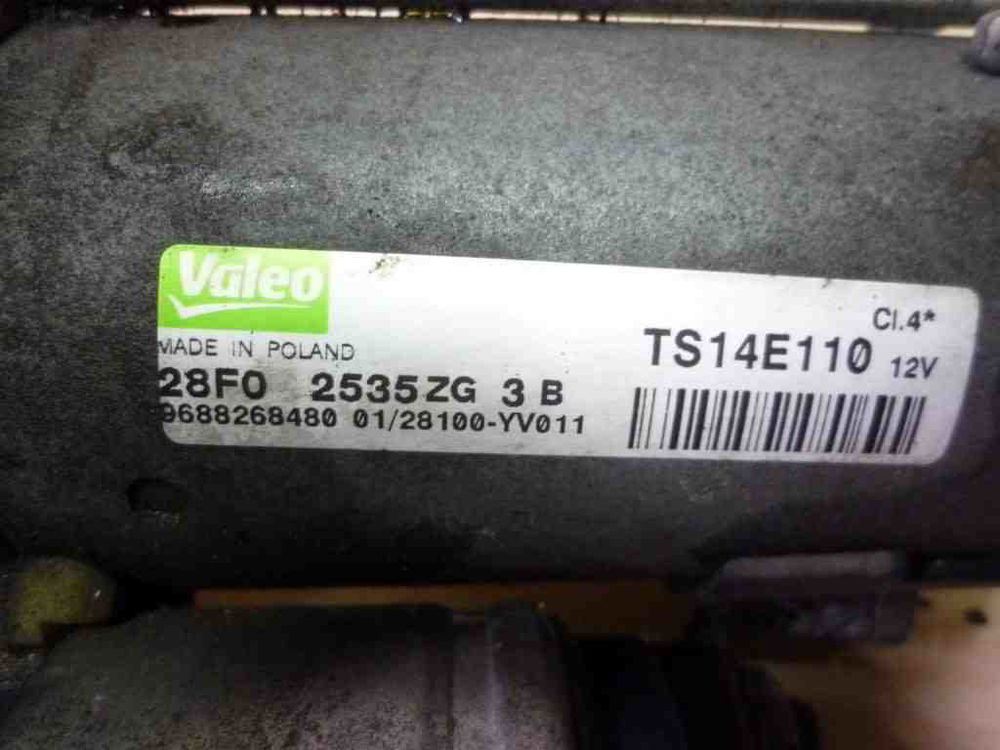 Valeo
MADE IN POLAND
28F0 2535ZG 3 B
9688268480 01/28100-YV011
Cl.4*
TS14E110 12V